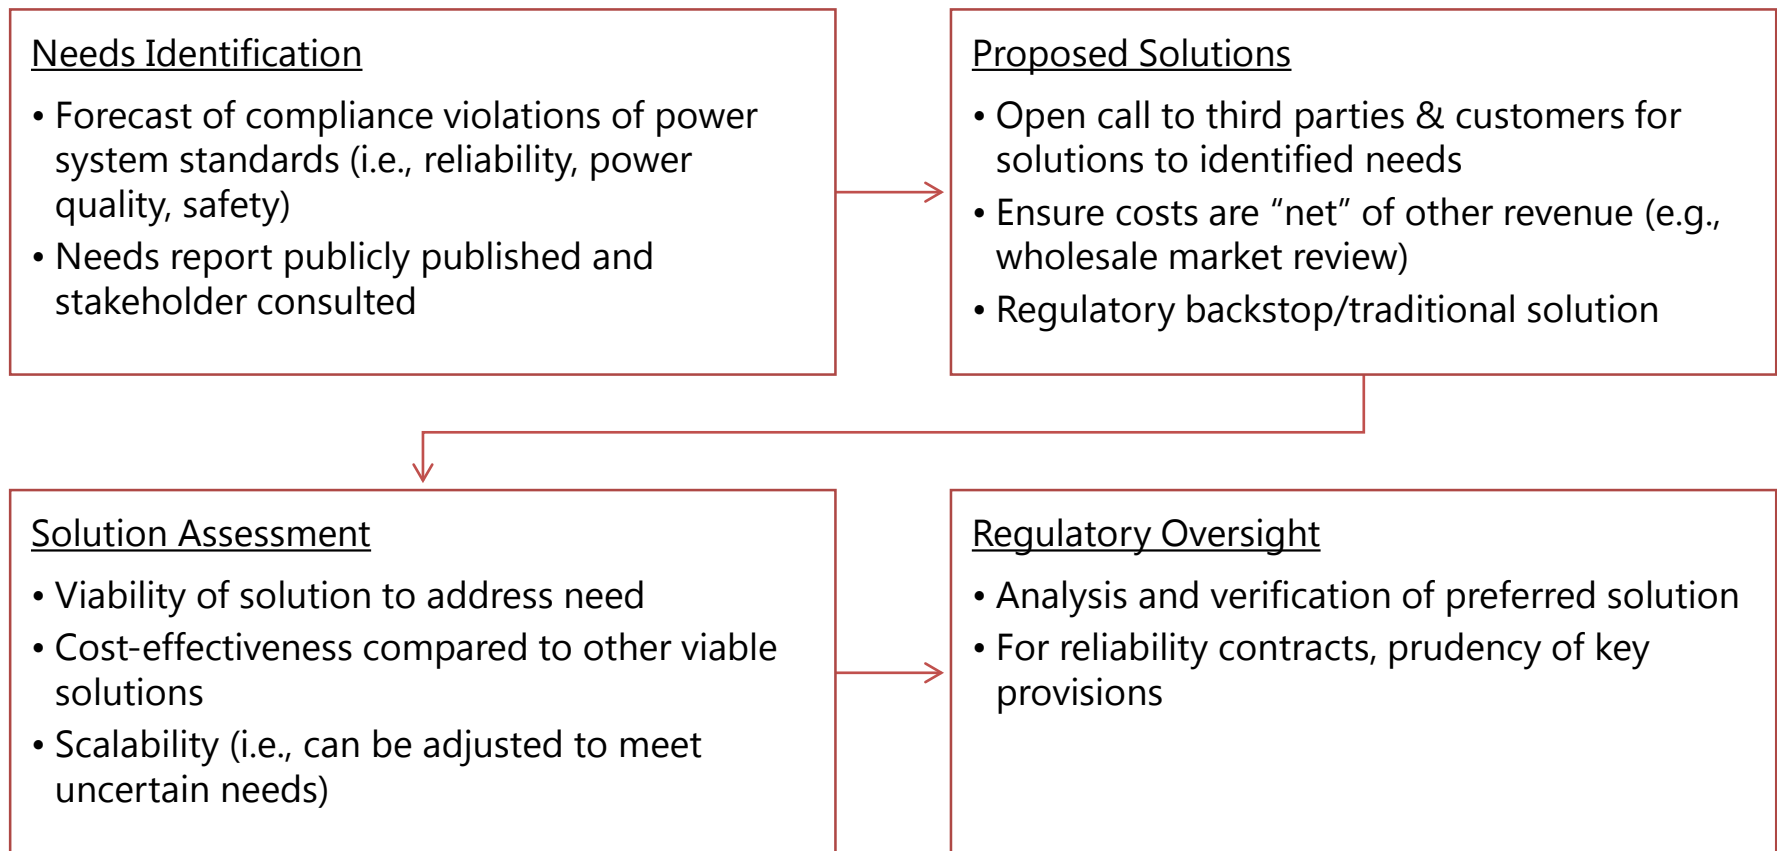 Needs Identification
• Forecast of compliance violations of power
system standards (i.e., reliability, power
quality, safety)
• Needs report publicly published and
stakeholder consulted
Proposed Solutions
• Open call to third parties & customers for
solutions to identified needs
• Ensure costs are “net” of other revenue (e.g.,
wholesale market review)
• Regulatory backstop/traditional solution
Solution Assessment
• Viability of solution to address need
• Cost-effectiveness compared to other viable
solutions
• Scalability (i.e., can be adjusted to meet
uncertain needs)
Regulatory Oversight
• Analysis and verification of preferred solution
• For reliability contracts, prudency of key
provisions